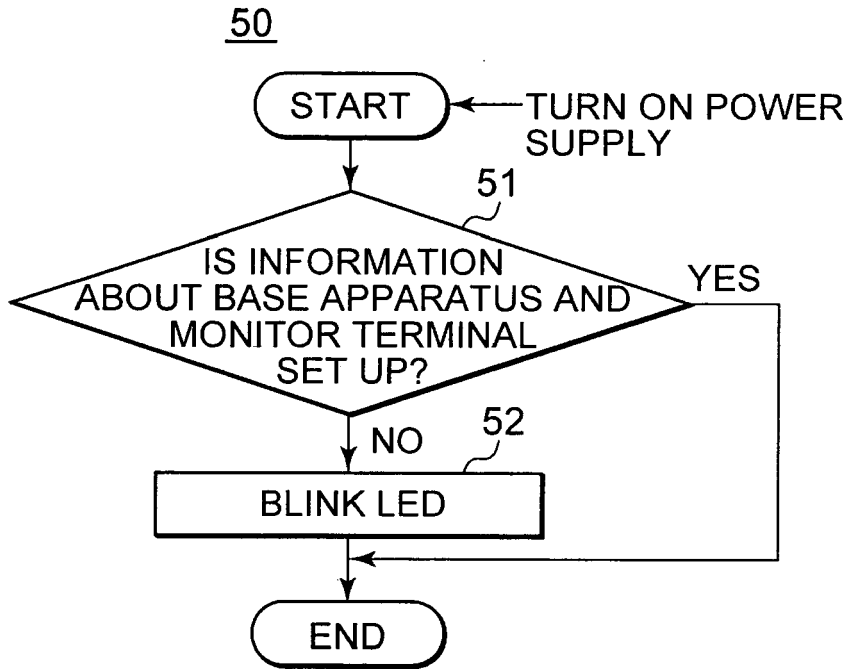 50
START
TURN ON POWER
SUPPLY
51
IS INFORMATION
ABOUT BASE APPARATUS AND
MONITOR TERMINAL
SET UP?
YES
NO
52
BLINK LED
END